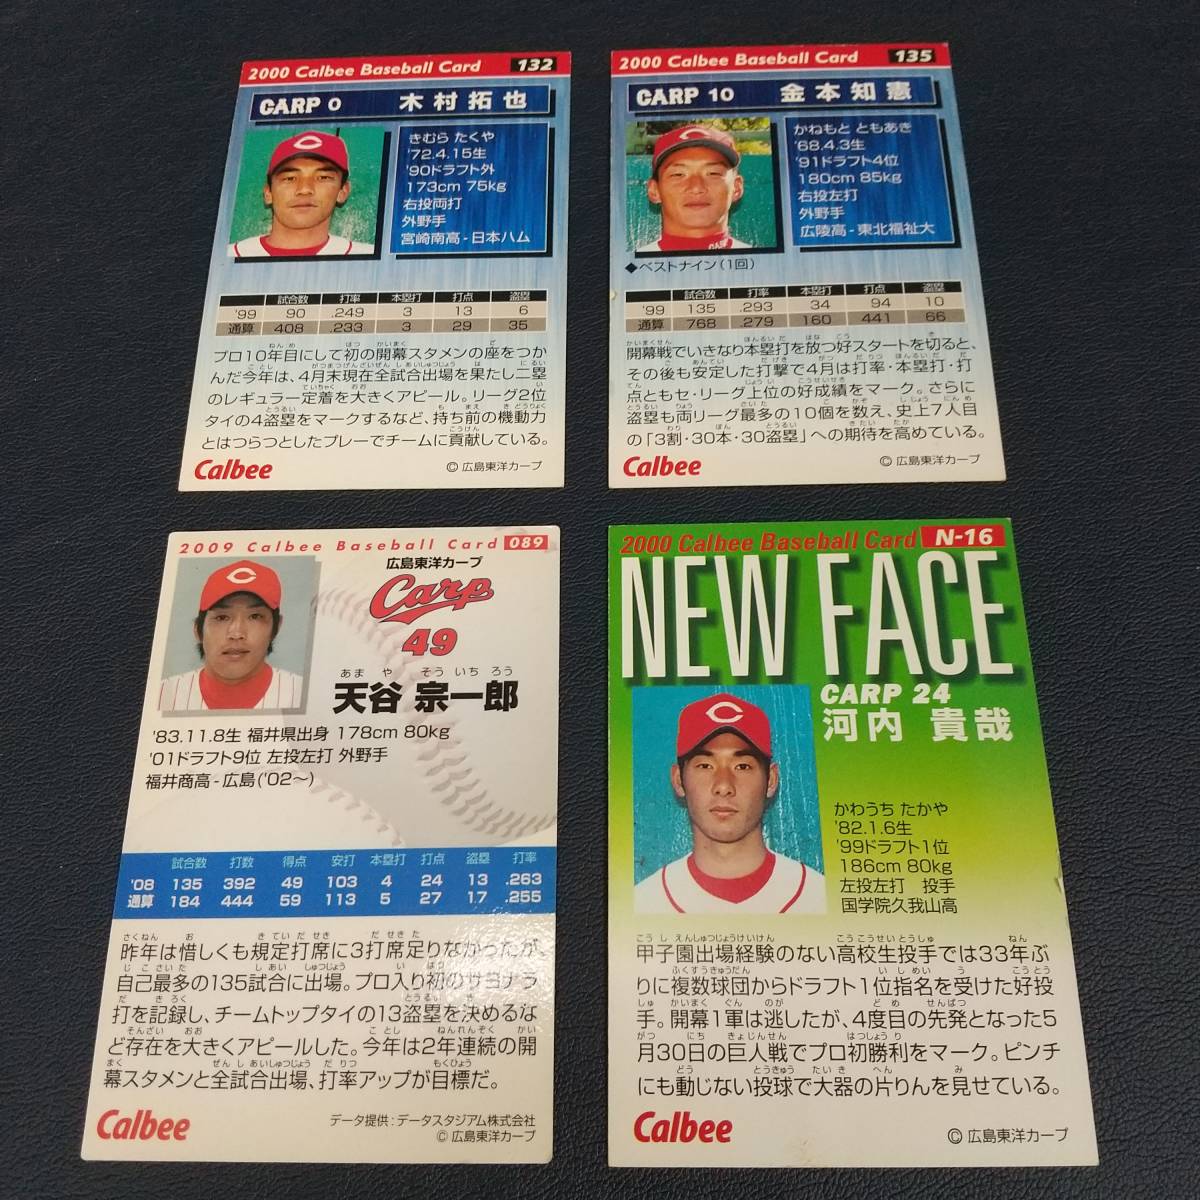 2000 Calbee Baseball Card 132
CARP 0 木村拓也
きむら たくや
'72.4.15生
'90ドラフト外
173cm 75kg
右投両打
外野手
宮崎南高-日本ハム
試合数 打率 本塁打 打点 盗塁
'99 90 .249 3 13 6
通算 408 .233 3 29 35
プロ10年目にして初の開幕スタメンの座をつか
んだ今年は、4月末現在全試合出場を果たし二塁
のレギュラー定着を大きくアピール。リーグ2位
タイの4盗塁をマークするなど、持ち前の機動力
とはつらつとしたプレーでチームに貢献している。
Calbee
© 広島東洋カープ
2000 Calbee Baseball Card 135
CARP 10 金本知憲
かねもと ともあき
'68.4.3生
'91ドラフト4位
180cm 85kg
右投左打
外野手
広陵高-東北福祉大
◆ベストナイン(1回)
試合数 打率 本塁打 打点 盗塁
'99 135 .293 34 94 10
通算 768 .279 160 441 66
開幕戦でいきなり本塁打を放つ好スタートを切ると、
その後も安定した打撃で4月は打率・本塁打・打
点ともセ・リーグ上位の好成績をマーク。さらに
盗塁も両リーグ最多の10個を数え、史上7人目
の「3割・30本・30盗塁」への期待を高めている。
Calbee
© 広島東洋カープ
2009 Calbee Baseball Card 089
広島東洋カープ
Carp
49
あま や そう いち ろう
天谷 宗一郎
'83.11.8生 福井県出身 178cm 80kg
'01ドラフト9位 左投左打 外野手
福井商高-広島('02〜)
試合数 打数 得点 安打 本塁打 打点 盗塁 打率
'08 135 392 49 103 4 24 13 .263
通算 184 444 59 113 5 27 17 .255
昨年は惜しくも規定打席に3打席足りなかったが
自己最多の135試合に出場。プロ入り初のサヨナラ
打を記録し、チームトップタイの13盗塁を決めるな
ど存在を大きくアピールした。今年は2年連続の開
幕スタメンと全試合出場、打率アップが目標だ。
Calbee
データ提供：データスタジアム株式会社
© 広島東洋カープ
2000 Calbee Baseball Card N-16
NEW FACE
CARP 24
河内 貴哉
かわうち たかや
'82.1.6生
'99ドラフト1位
186cm 80kg
左投左打 投手
国学院久我山高
甲子園出場経験のない高校生投手では33年ぶ
りに複数球団からドラフト1位指名を受けた好投
手。開幕1軍は逃したが、4度目の先発となった5
月30日の巨人戦でプロ初勝利をマーク。ピンチ
にも動じない投球で大器の片りんを見せている。
Calbee
© 広島東洋カープ